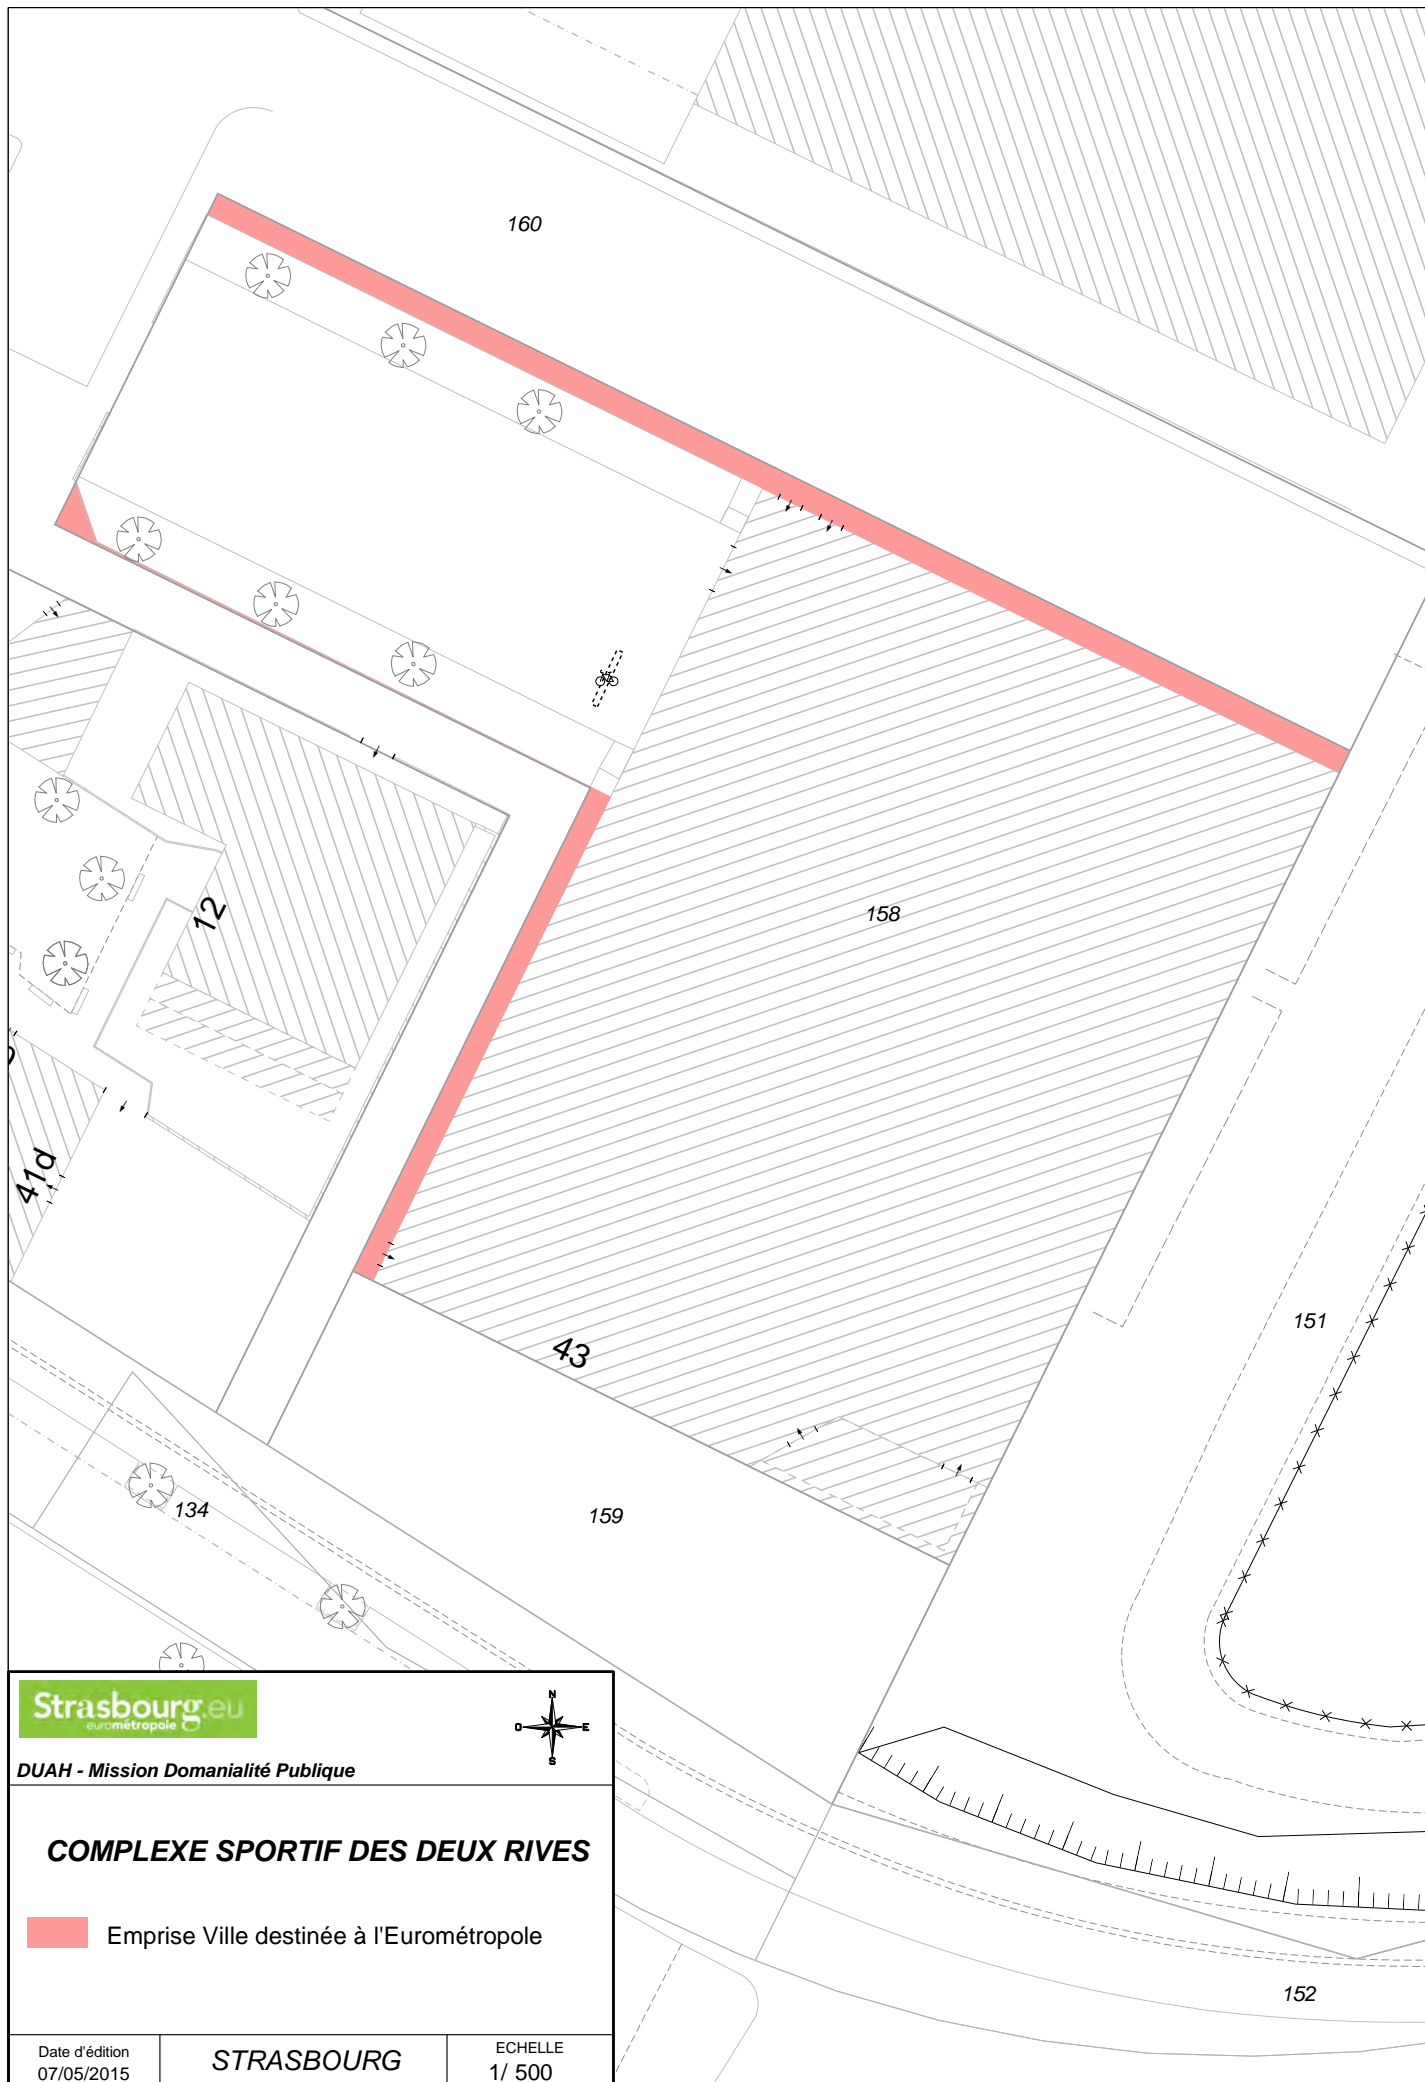 160
158
12
41d
43
151
134
159
152
Strasbourg.eu
eurométropole
N
O
E
S
DUAH - Mission Domanialité Publique
COMPLEXE SPORTIF DES DEUX RIVES
Emprise Ville destinée à l'Eurométropole
Date d'édition
07/05/2015
STRASBOURG
ECHELLE
1/ 500